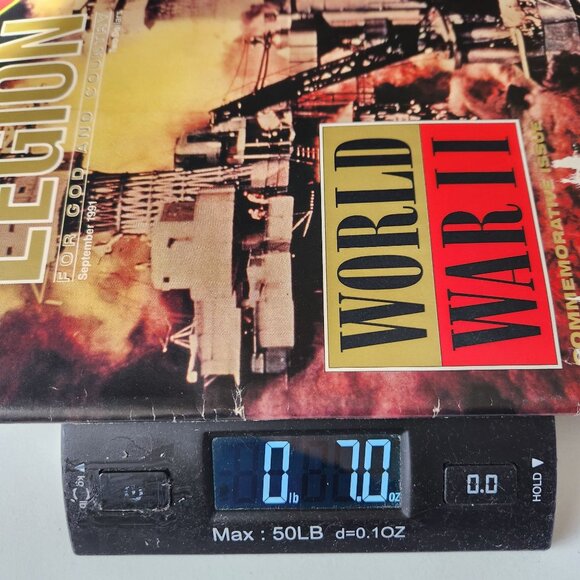 LEGION
FOR GOD AND COUNTRY
September 1991
WORLD
WAR II
COMMEMORATIVE ISSUE
0 lb 7.0 oz
0.0
HOLD
Max : 50LB d=0.1OZ